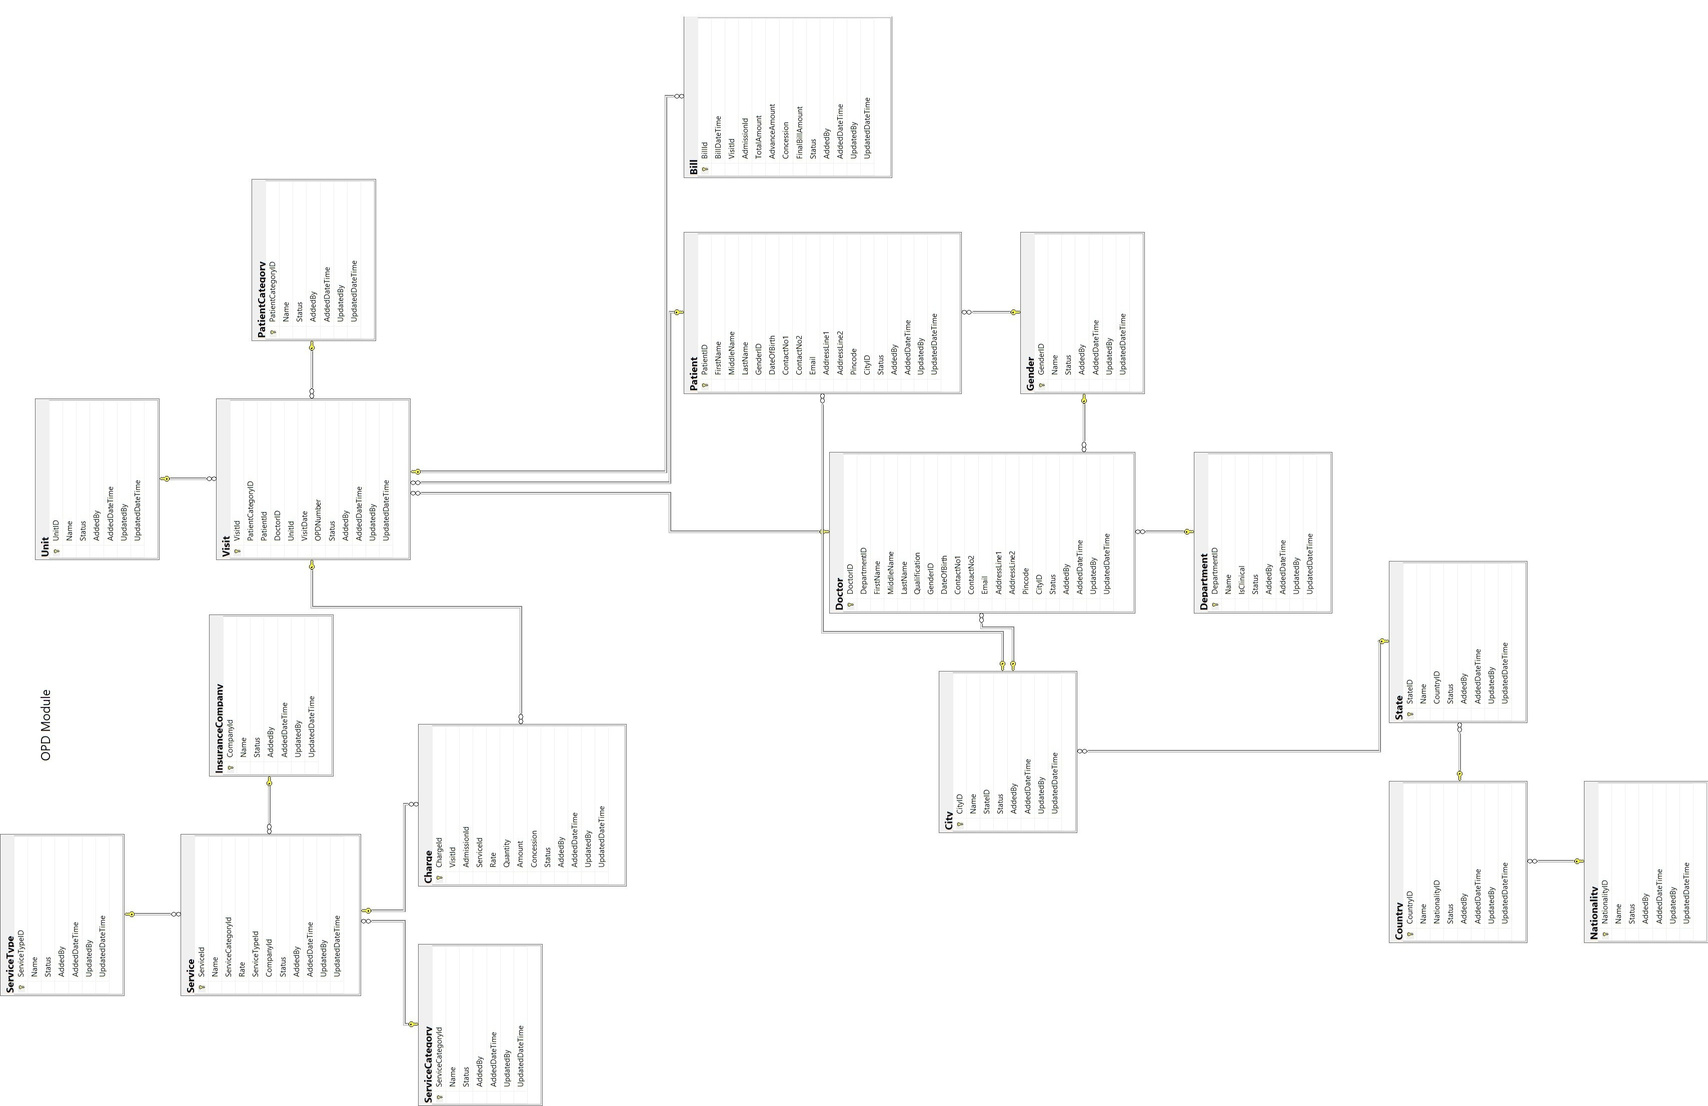 OPD Module
ServiceType
ServiceTypeID
Name
Status
AddedBy
AddedDateTime
UpdatedBy
UpdatedDateTime
Unit
UnitID
Name
Status
AddedBy
AddedDateTime
UpdatedBy
UpdatedDateTime
Service
ServiceId
Name
ServiceCategoryId
Rate
ServiceTypeId
CompanyId
Status
AddedBy
AddedDateTime
UpdatedBy
UpdatedDateTime
InsuranceCompany
CompanyId
Name
Status
AddedBy
AddedDateTime
UpdatedBy
UpdatedDateTime
Visit
VisitId
PatientCategoryID
PatientId
DoctorID
UnitId
VisitDate
OPDNumber
Status
AddedBy
AddedDateTime
UpdatedBy
UpdatedDateTime
PatientCategory
PatientCategoryID
Name
Status
AddedBy
AddedDateTime
UpdatedBy
UpdatedDateTime
ServiceCategory
ServiceCategoryId
Name
Status
AddedBy
AddedDateTime
UpdatedBy
UpdatedDateTime
Charge
ChargeId
VisitId
AdmissionId
ServiceId
Rate
Quantity
Amount
Concession
Status
AddedBy
AddedDateTime
UpdatedBy
UpdatedDateTime
Patient
PatientID
FirstName
MiddleName
LastName
GenderID
DateOfBirth
ContactNo1
ContactNo2
Email
AddressLine1
AddressLine2
Pincode
CityID
Status
AddedBy
AddedDateTime
UpdatedBy
UpdatedDateTime
Bill
BillId
BillDateTime
VisitId
AdmissionId
TotalAmount
AdvanceAmount
Concession
FinalBillAmount
Status
AddedBy
AddedDateTime
UpdatedBy
UpdatedDateTime
Doctor
DoctorID
DepartmentID
FirstName
MiddleName
LastName
Qualification
GenderID
DateOfBirth
ContactNo1
ContactNo2
Email
AddressLine1
AddressLine2
Pincode
CityID
Status
AddedBy
AddedDateTime
UpdatedBy
UpdatedDateTime
City
CityID
Name
StateID
Status
AddedBy
AddedDateTime
UpdatedBy
UpdatedDateTime
Gender
GenderID
Name
Status
AddedBy
AddedDateTime
UpdatedBy
UpdatedDateTime
Department
DepartmentID
Name
IsClinical
Status
AddedBy
AddedDateTime
UpdatedBy
UpdatedDateTime
Country
CountryID
Name
NationalityID
Status
AddedBy
AddedDateTime
UpdatedBy
UpdatedDateTime
State
StateID
Name
CountryID
Status
AddedBy
AddedDateTime
UpdatedBy
UpdatedDateTime
Nationality
NationalityID
Name
Status
AddedBy
AddedDateTime
UpdatedBy
UpdatedDateTime